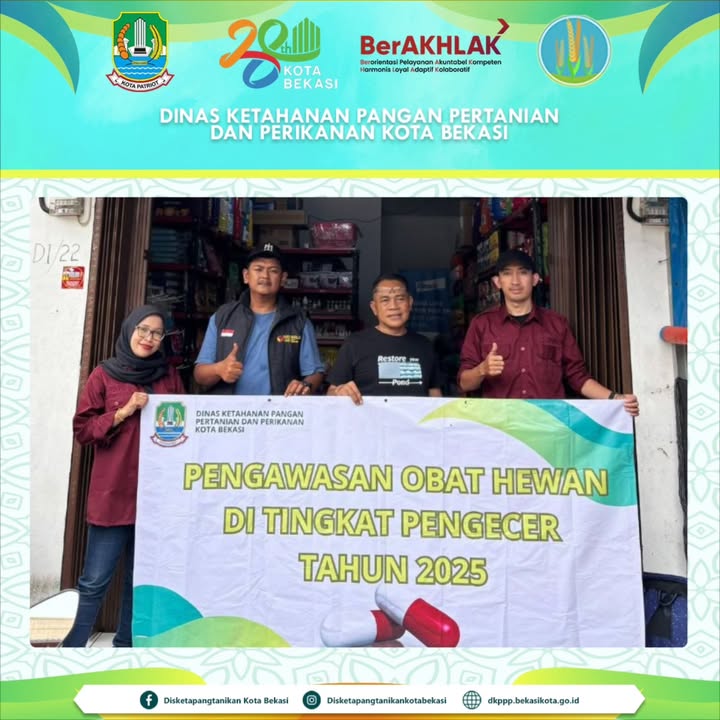 KOTA PATRIOT
28th
KOTA
BEKASI
BerAKHLAK
Berorientasi Pelayanan Akuntabel Kompeten
Harmonis Loyal Adaptif Kolaboratif
DINAS KETAHANAN PANGAN PERTANIAN
DAN PERIKANAN KOTA BEKASI
D1/22
Restore
Pond
DINAS KETAHANAN PANGAN
PERTANIAN DAN PERIKANAN
KOTA BEKASI
PENGAWASAN OBAT HEWAN
DI TINGKAT PENGECER
TAHUN 2025
Disketapangtanikan Kota Bekasi
Disketapangtanikankotabekasi
dkppp.bekasikota.go.id